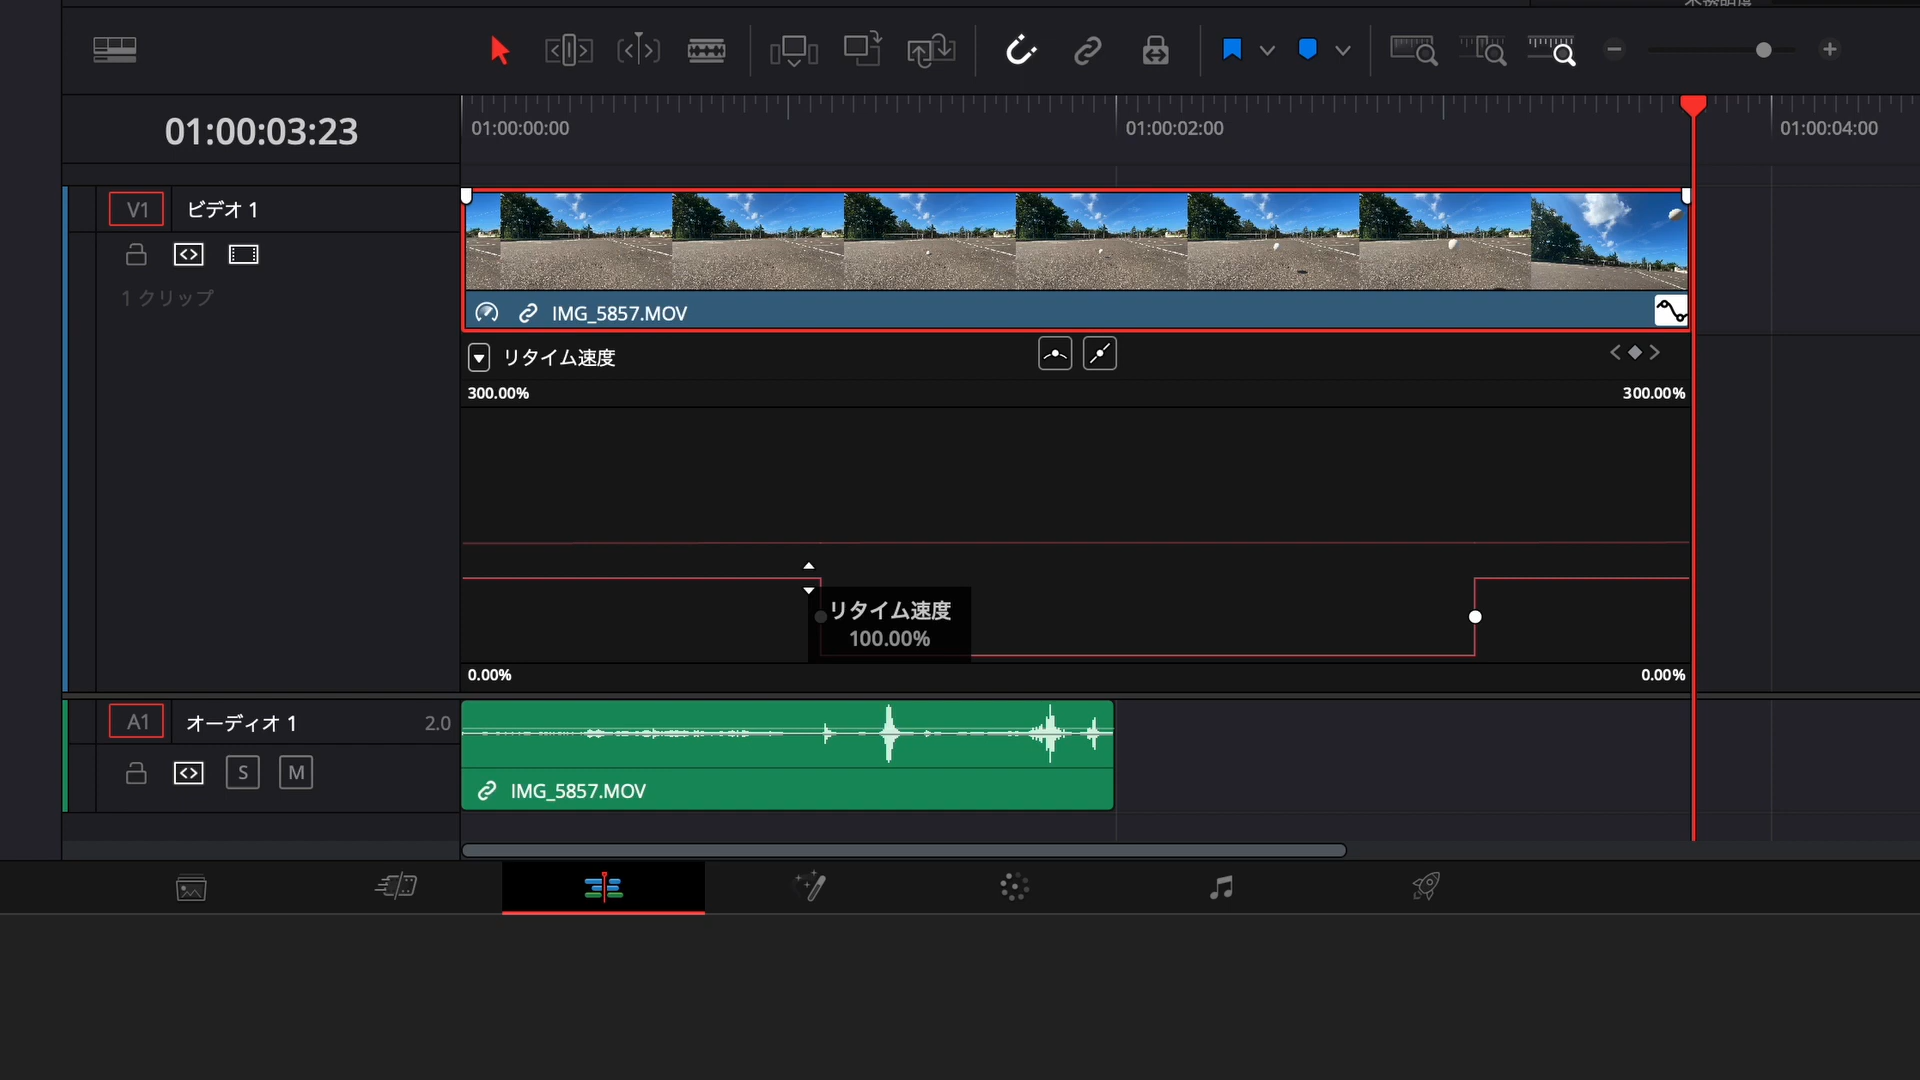 01:00:03:23
01:00:00:00
01:00:02:00
01:00:04:00
V1
ビデオ 1
1 クリップ
IMG_5857.MOV
リタイム速度
300.00%
300.00%
リタイム速度
100.00%
0.00%
0.00%
A1
オーディオ 1
2.0
S
M
IMG_5857.MOV